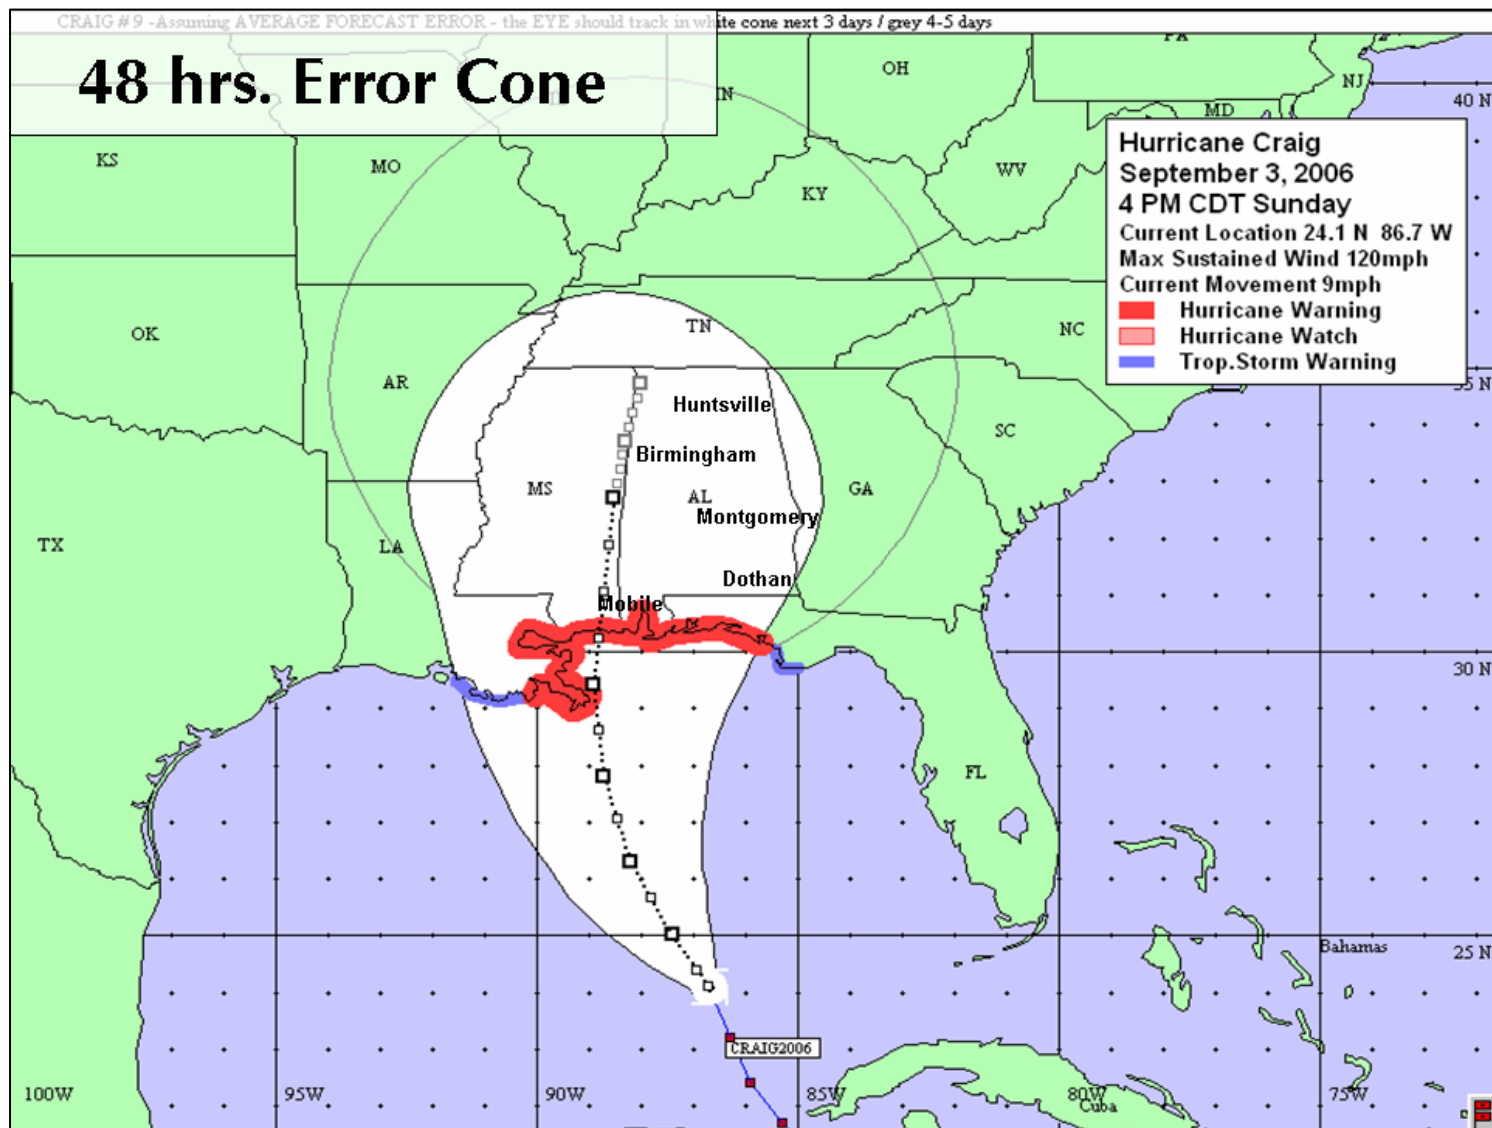 CRAIG # 9 -Assuming AVERAGE FORECAST ERROR - the EYE should track in white cone next 3 days / grey 4-5 days
48 hrs. Error Cone
PA
OH
IN
NJ
MD
40 N
Hurricane Craig
September 3, 2006
4 PM CDT Sunday
Current Location 24.1 N 86.7 W
Max Sustained Wind 120mph
Current Movement 9mph
Hurricane Warning
Hurricane Watch
Trop.Storm Warning
KS
MO
WV
KY
OK
TN
NC
AR
35 N
Huntsville
SC
Birmingham
MS
AL
GA
Montgomery
TX
LA
Dothan
Mobile
30 N
FL
Bahamas
25 N
CRAIG2006
100W
95W
90W
85W
80W
75W
Cuba